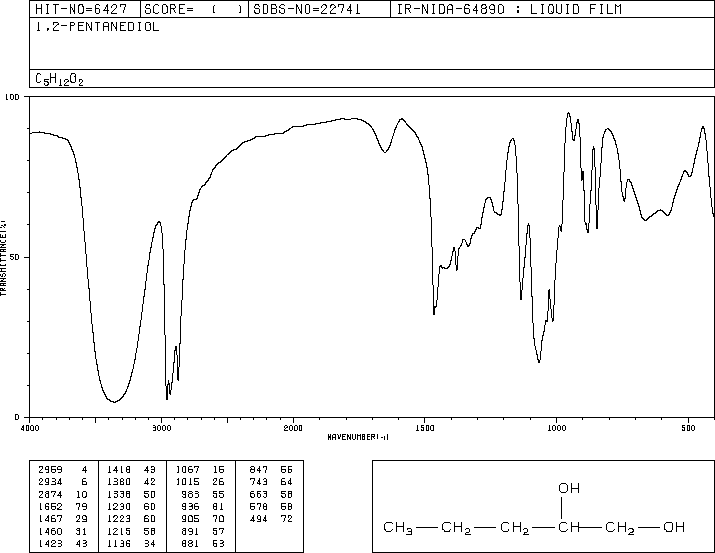 HIT-NO=6427 SCORE= ( ) SDBS-NO=22741 IR-NIDA-64890 : LIQUID FILM
1,2-PENTANEDIOL
C5H12O2
100
50
0
TRANSMITTANCE(%)
4000 3000 2000 1500 1000 500
WAVENUMBER(-1)
2969 4 1418 43 1067 16 847 56
2934 6 1380 42 1015 26 743 64
2874 10 1338 50 983 55 663 58
1652 79 1230 60 936 81 578 58
1467 29 1223 60 905 70 494 72
1460 31 1215 58 891 57
1423 43 1136 34 881 53
OH
CH3 CH2 CH2 CH CH2 OH